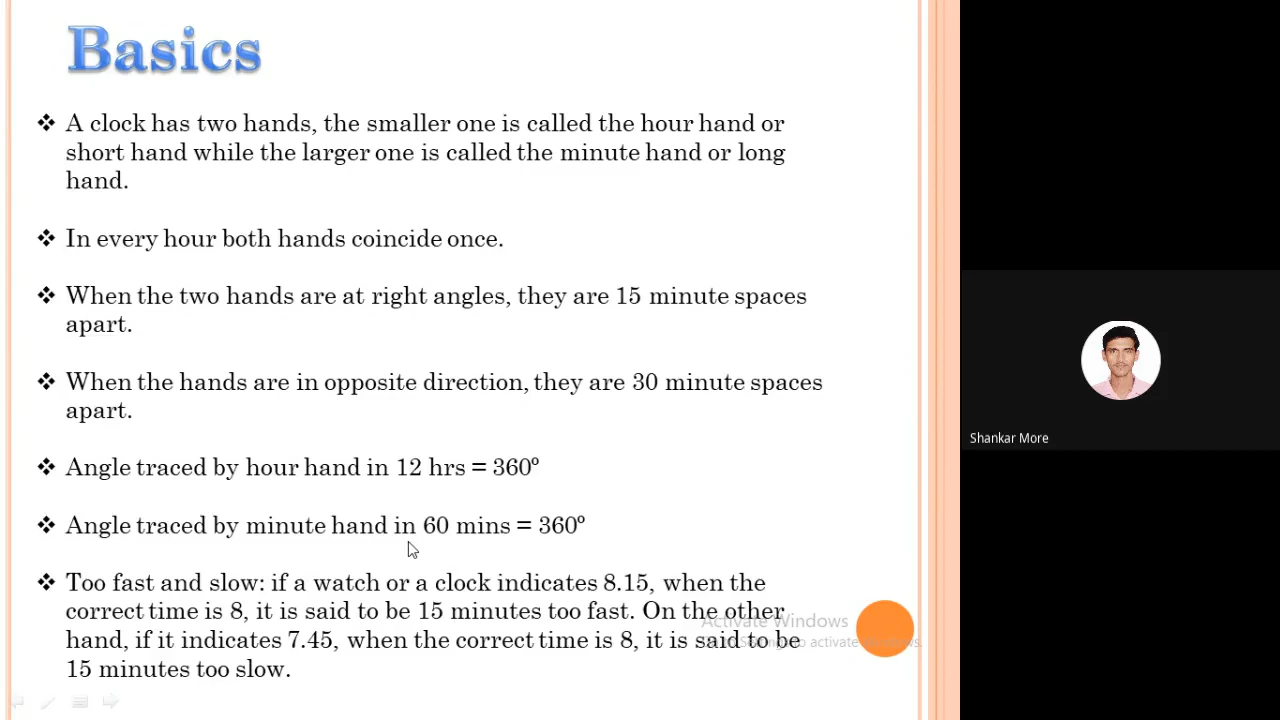 Basics
❖ A clock has two hands, the smaller one is called the hour hand or
short hand while the larger one is called the minute hand or long
hand.
❖ In every hour both hands coincide once.
❖ When the two hands are at right angles, they are 15 minute spaces
apart.
❖ When the hands are in opposite direction, they are 30 minute spaces
apart.
❖ Angle traced by hour hand in 12 hrs = 360º
❖ Angle traced by minute hand in 60 mins = 360º
❖ Too fast and slow: if a watch or a clock indicates 8.15, when the
correct time is 8, it is said to be 15 minutes too fast. On the other
hand, if it indicates 7.45, when the correct time is 8, it is said to be
15 minutes too slow.
Activate Windows
to activate Windows.
Shankar More